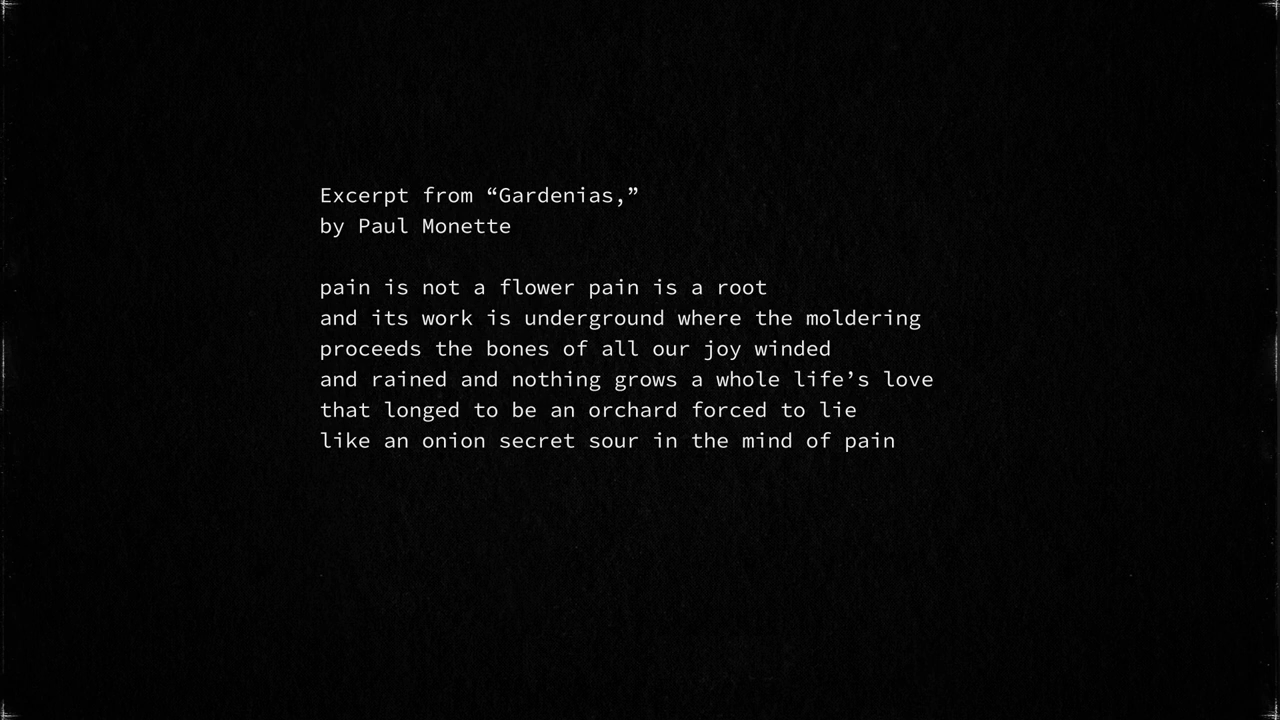 Excerpt from “Gardenias,”
by Paul Monette
pain is not a flower pain is a root
and its work is underground where the moldering
proceeds the bones of all our joy winded
and rained and nothing grows a whole life’s love
that longed to be an orchard forced to lie
like an onion secret sour in the mind of pain